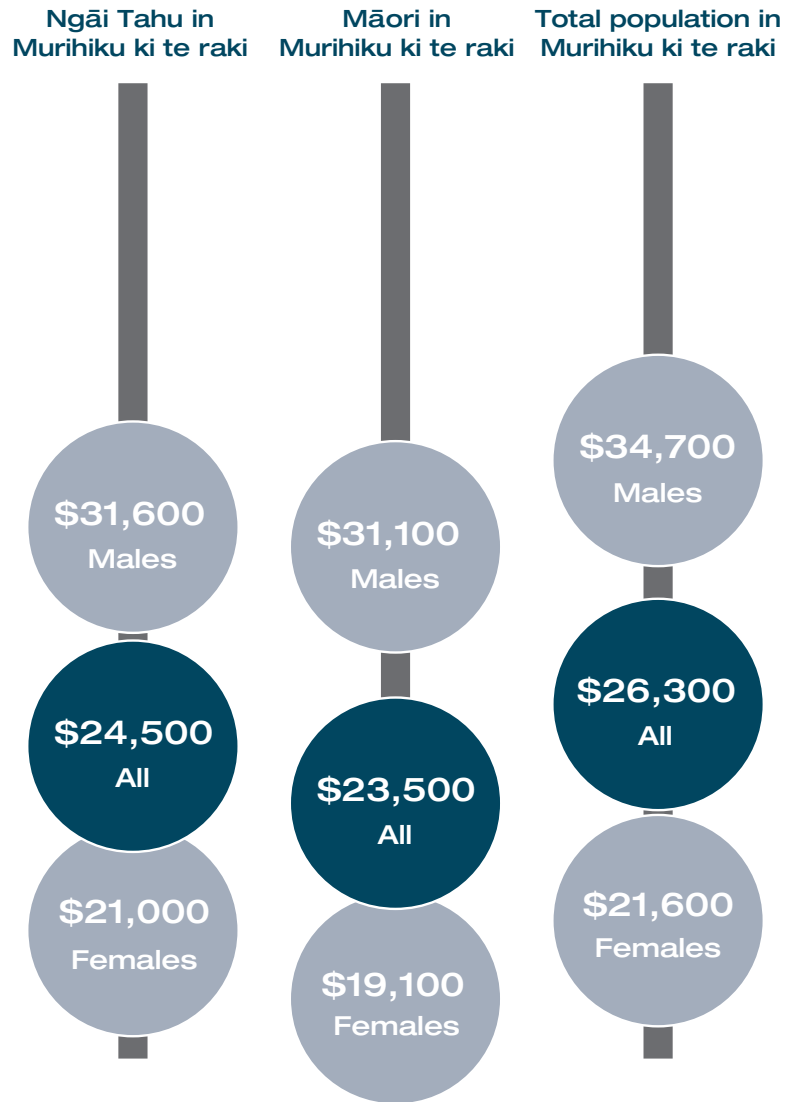 Ngāi Tahu in
Murihiku ki te raki
$31,600
Males
$24,500
All
$21,000
Females
Māori in
Murihiku ki te raki
$31,100
Males
$23,500
All
$19,100
Females
Total population in
Murihiku ki te raki
$34,700
Males
$26,300
All
$21,600
Females